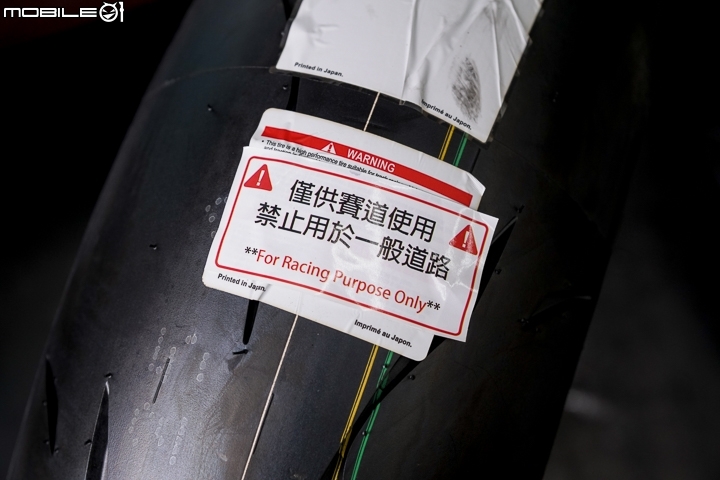 MOBILE01
Printed in Japan.
Imprimé au Japon.
WARNING
• This tire is a high performance tire suitable for
僅供賽道使用
禁止用於一般道路
**For Racing Purpose Only**
Printed in Japan.
Imprimé au Japon.